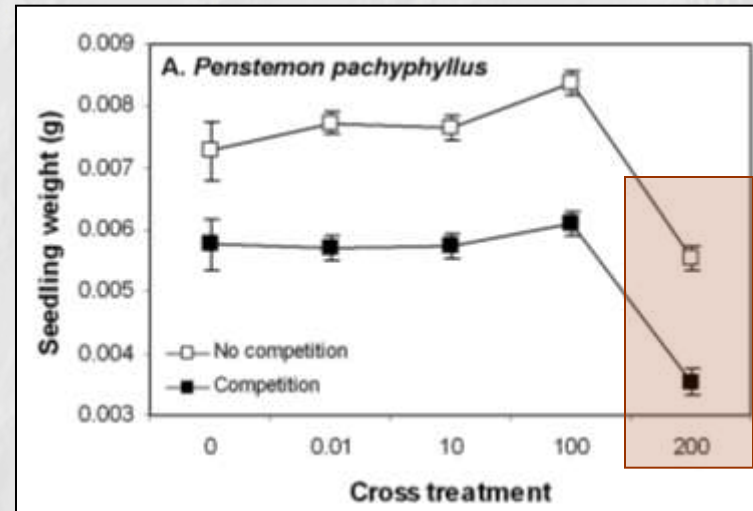 0.009
A. Penstemon pachyphyllus
0.008
0.007
0.006
0.005
0.004
0.003
Seedling weight (g)
No competition
Competition
0 0.01 10 100 200
Cross treatment